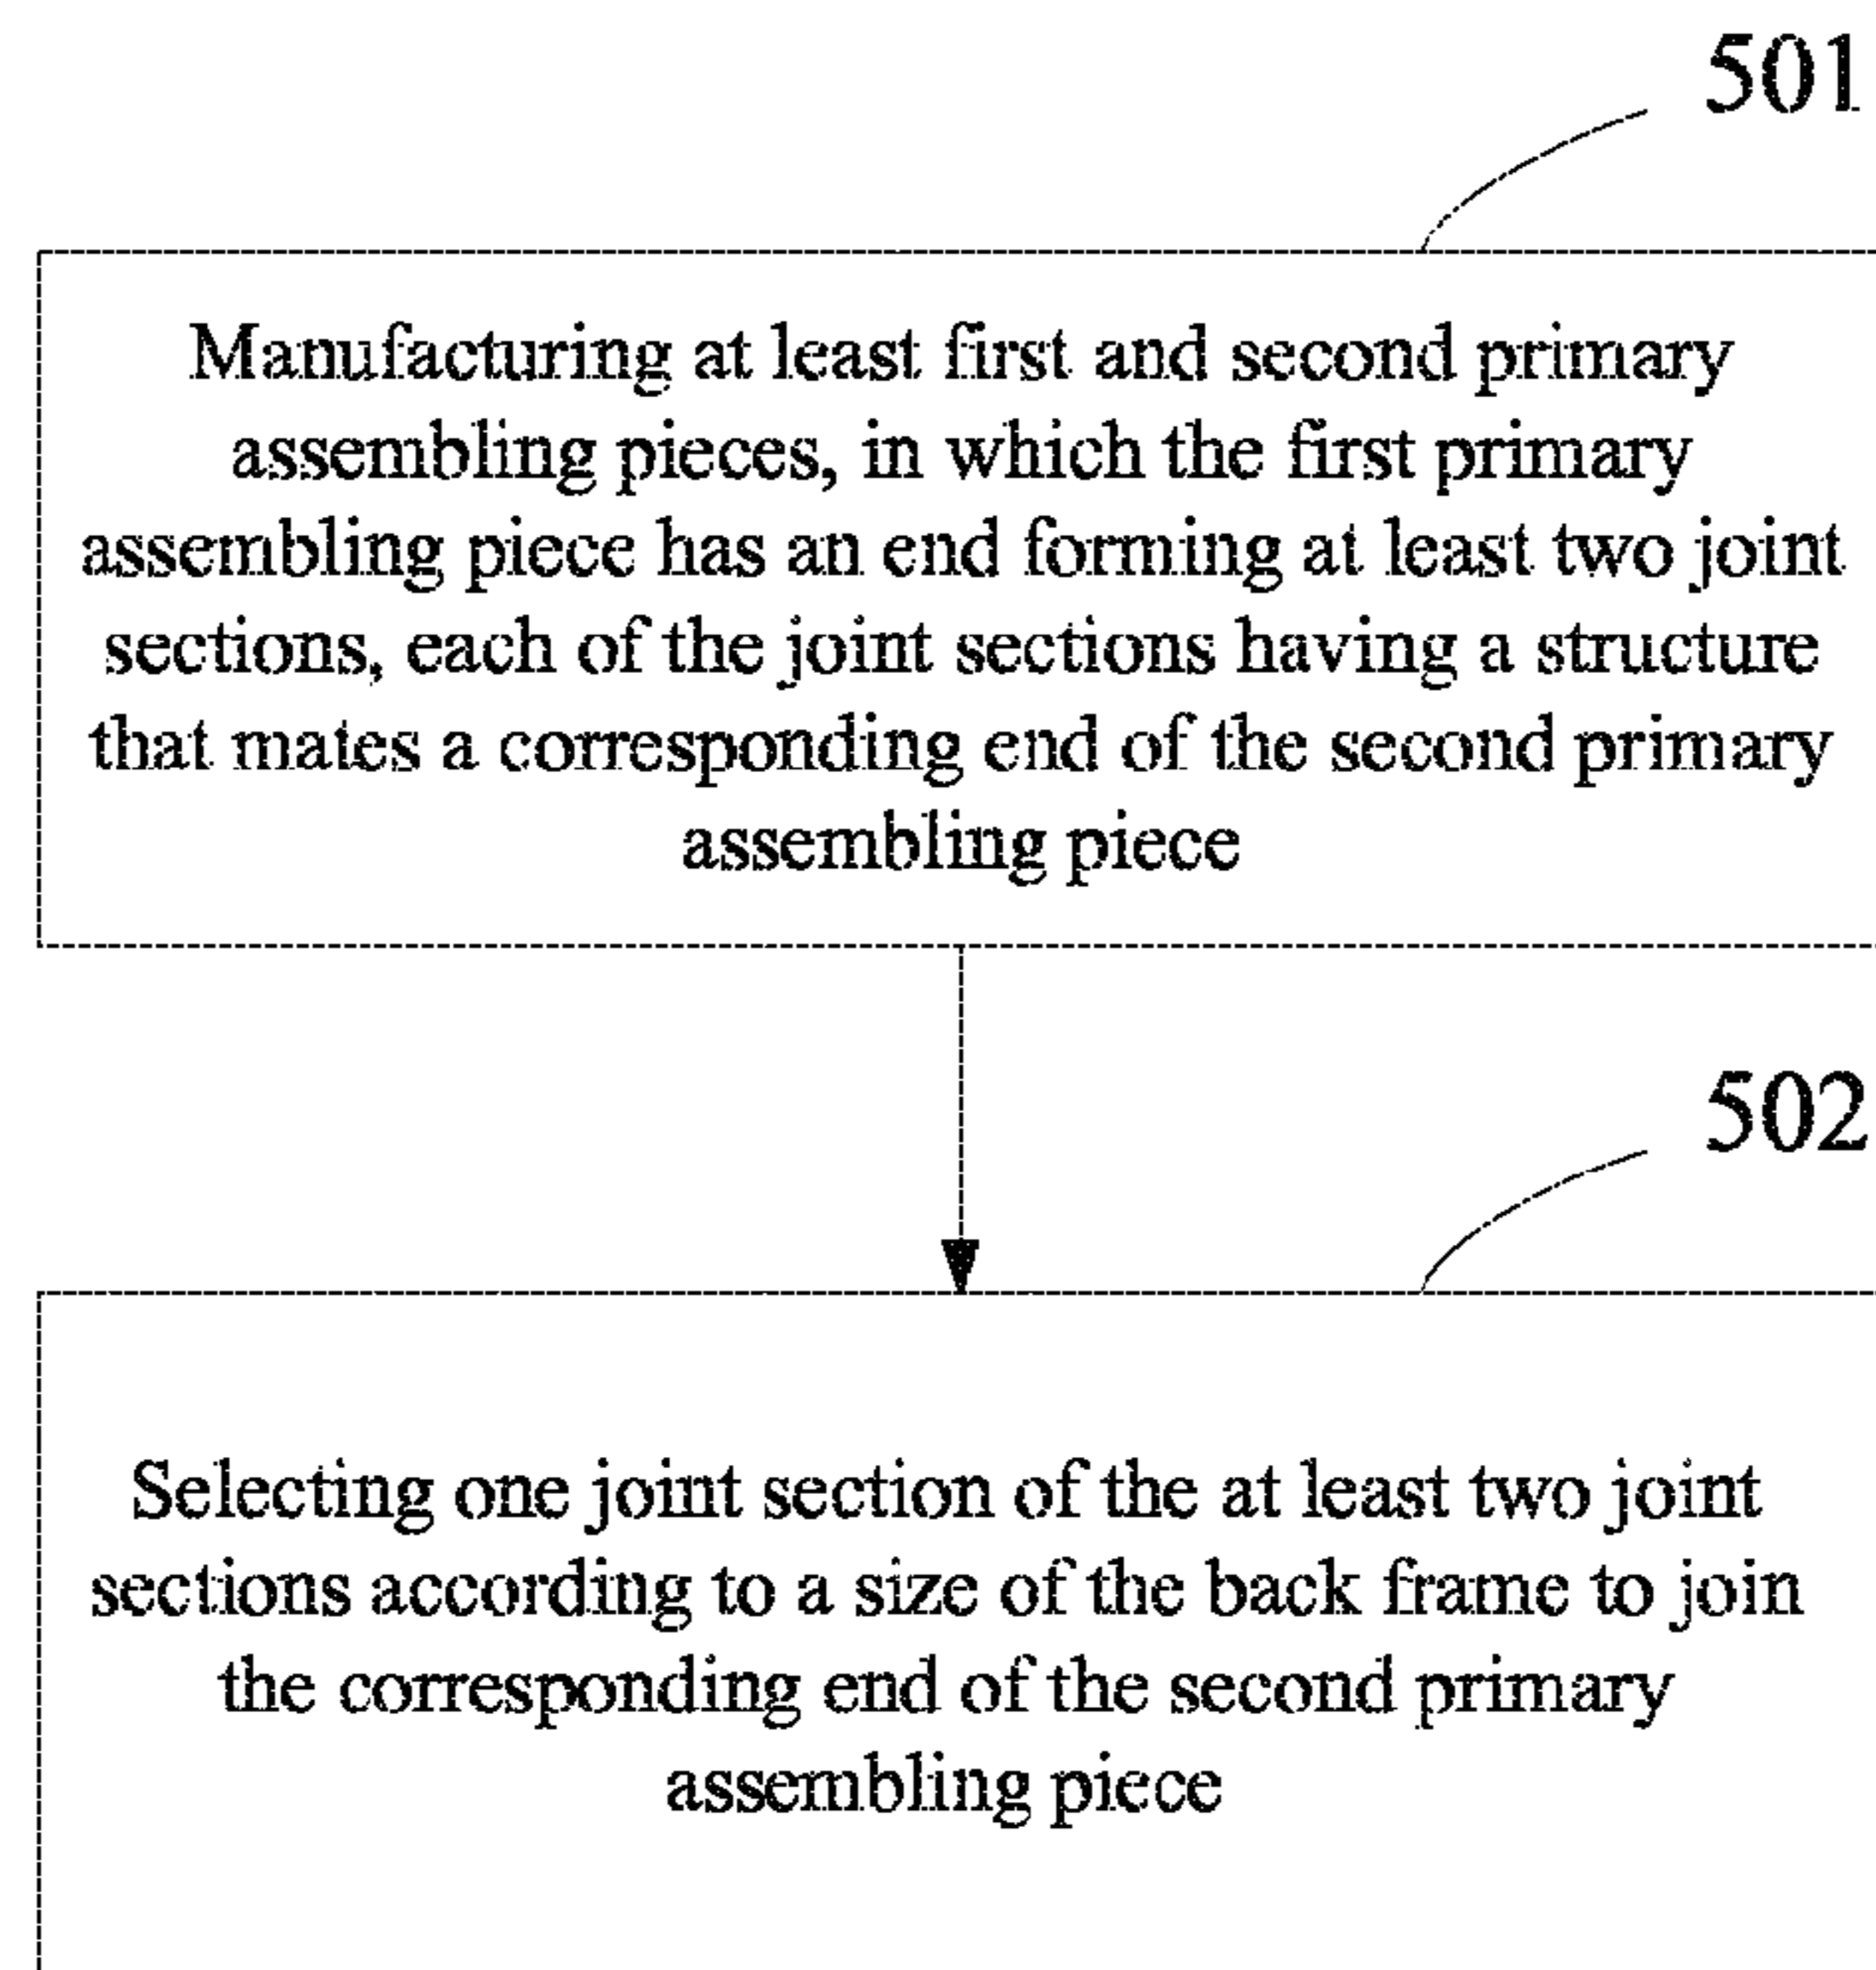 501
Manufacturing at least first and second primary
assembling pieces, in which the first primary
assembling piece has an end forming at least two joint
sections, each of the joint sections having a structure
that mates a corresponding end of the second primary
assembling piece
502
Selecting one joint section of the at least two joint
sections according to a size of the back frame to join
the corresponding end of the second primary
assembling piece